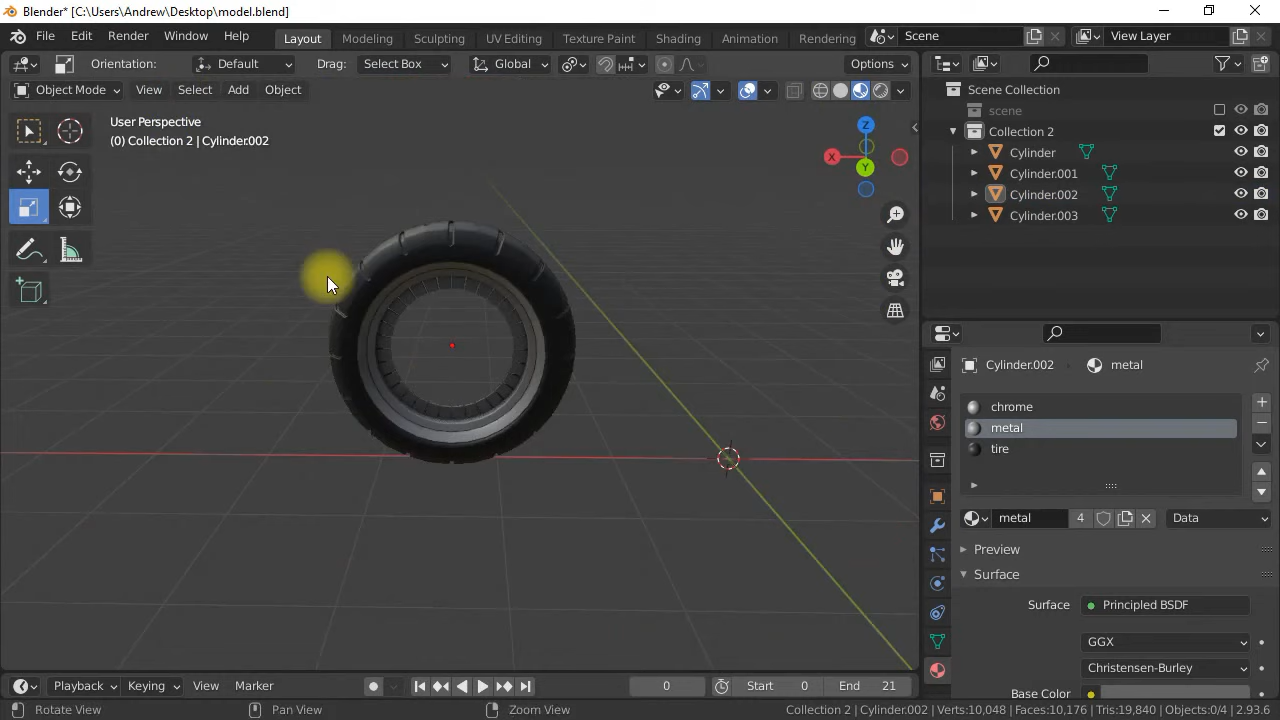 Blender* [C:\Users\Andrew\Desktop\model.blend]
File Edit Render Window Help Layout Modeling Sculpting UV Editing Texture Paint Shading Animation Rendering Scene View Layer
Orientation: Default Drag: Select Box Global Options
Object Mode View Select Add Object
Scene Collection
scene
Collection 2
Cylinder
Cylinder.001
Cylinder.002
Cylinder.003
User Perspective
(0) Collection 2 | Cylinder.002
Z
X
Y
Cylinder.002 › metal
chrome
metal
tire
metal 4 Data
Preview
Surface
Surface Principled BSDF
GGX
Christensen-Burley
Base Color
Playback Keying View Marker 0 Start 0 End 21
Rotate View Pan View Zoom View Collection 2 | Cylinder.002 | Verts:10,048 | Faces:10,176 | Tris:19,840 | Objects:0/4 | 2.93.6